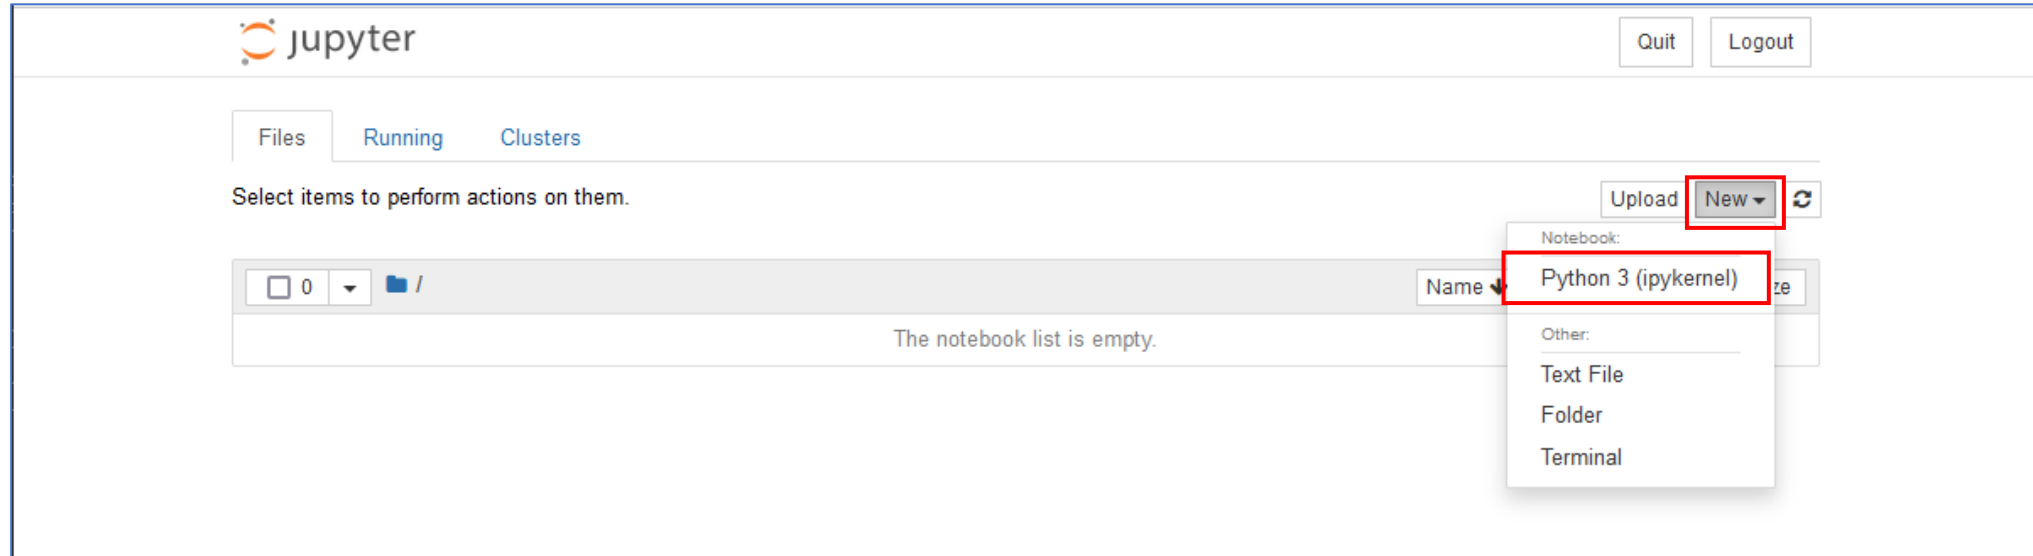 jupyter
Quit Logout
Files Running Clusters
Select items to perform actions on them.
Upload New
Notebook:
Python 3 (ipykernel)
0 / Name ze
The notebook list is empty.
Other:
Text File
Folder
Terminal